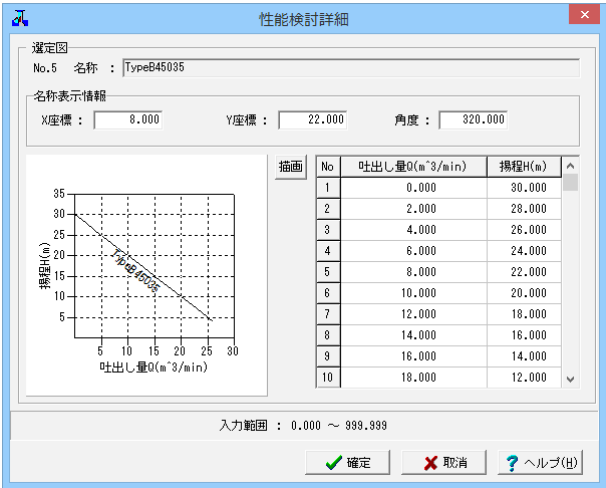 性能検討詳細
選定図
No.5 名称 : TypeB45035
名称表示情報
X座標 : 8.000 Y座標 : 22.000 角度 : 320.000
描画
35
30
25
20
15
10
5
揚程H(m)
TypeB45035
5 10 15 20 25 30
吐出し量Q(m^3/min)
No 吐出し量Q(m^3/min) 揚程H(m)
1 0.000 30.000
2 2.000 28.000
3 4.000 26.000
4 6.000 24.000
5 8.000 22.000
6 10.000 20.000
7 12.000 18.000
8 14.000 16.000
9 16.000 14.000
10 18.000 12.000
入力範囲 : 0.000 ～ 999.999
確定 取消 ヘルプ(H)